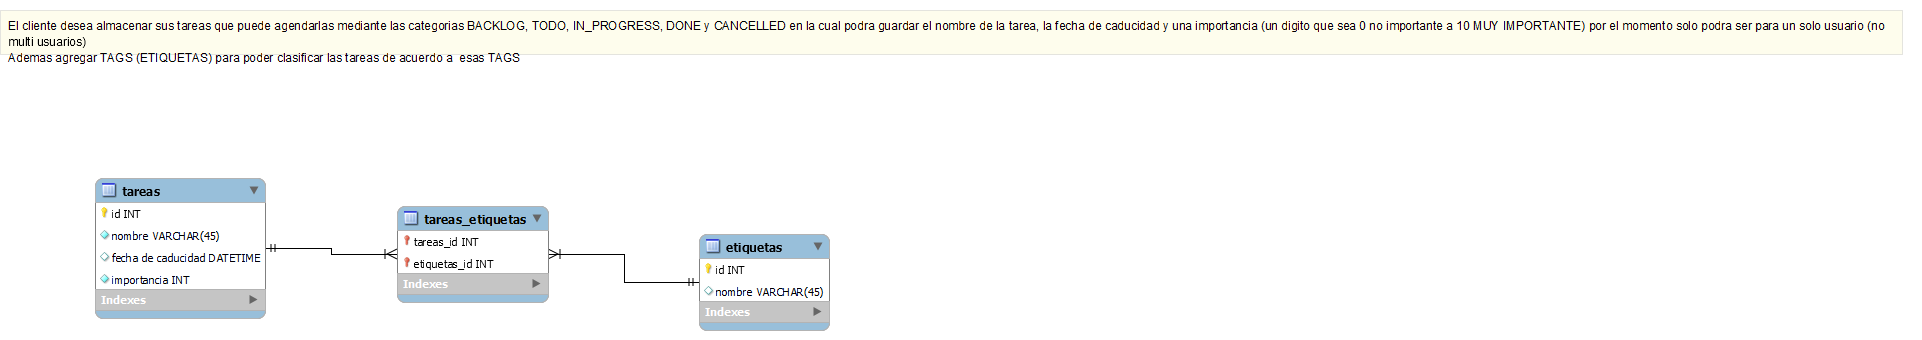 El cliente desea almacenar sus tareas que puede agendarlas mediante las categorias BACKLOG, TODO, IN_PROGRESS, DONE y CANCELLED en la cual podra guardar el nombre de la tarea, la fecha de caducidad y una importancia (un digito que sea 0 no importante a 10 MUY IMPORTANTE) por el momento solo podra ser para un solo usuario (no
multi usuarios)
Ademas agregar TAGS (ETIQUETAS) para poder clasificar las tareas de acuerdo a esas TAGS
tareas
id INT
nombre VARCHAR(45)
fecha de caducidad DATETIME
importancia INT
Indexes
tareas_etiquetas
tareas_id INT
etiquetas_id INT
Indexes
etiquetas
id INT
nombre VARCHAR(45)
Indexes